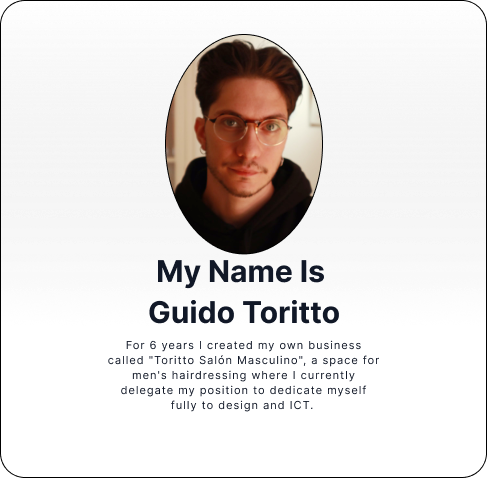 My Name Is
Guido Toritto
For 6 years I created my own business
called "Toritto Salón Masculino", a space for
men's hairdressing where I currently
delegate my position to dedicate myself
fully to design and ICT.